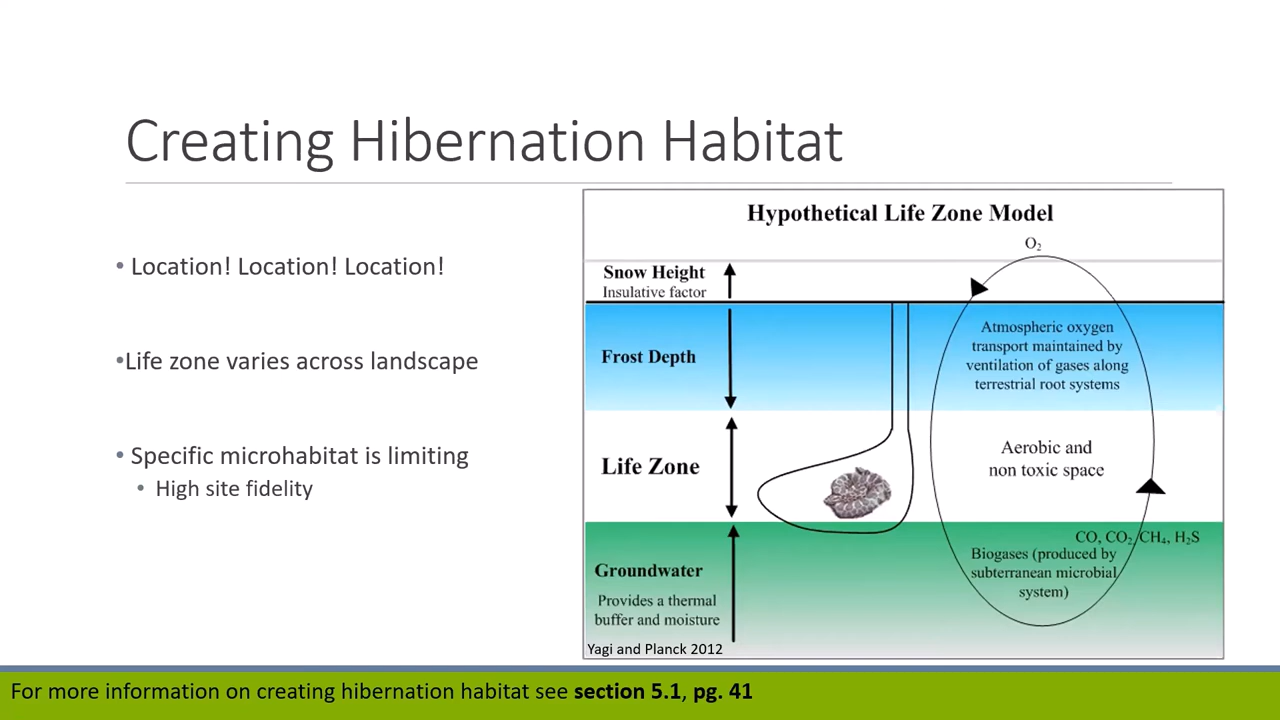 Creating Hibernation Habitat
• Location! Location! Location!
•Life zone varies across landscape
• Specific microhabitat is limiting
• High site fidelity
Hypothetical Life Zone Model
O₂
Snow Height
Insulative factor
Frost Depth
Atmospheric oxygen
transport maintained by
ventilation of gases along
terrestrial root systems
Life Zone
Aerobic and
non toxic space
CO, CO₂, CH₄, H₂S
Biogases (produced by
subterranean microbial
system)
Groundwater
Provides a thermal
buffer and moisture
Yagi and Planck 2012
For more information on creating hibernation habitat see section 5.1, pg. 41